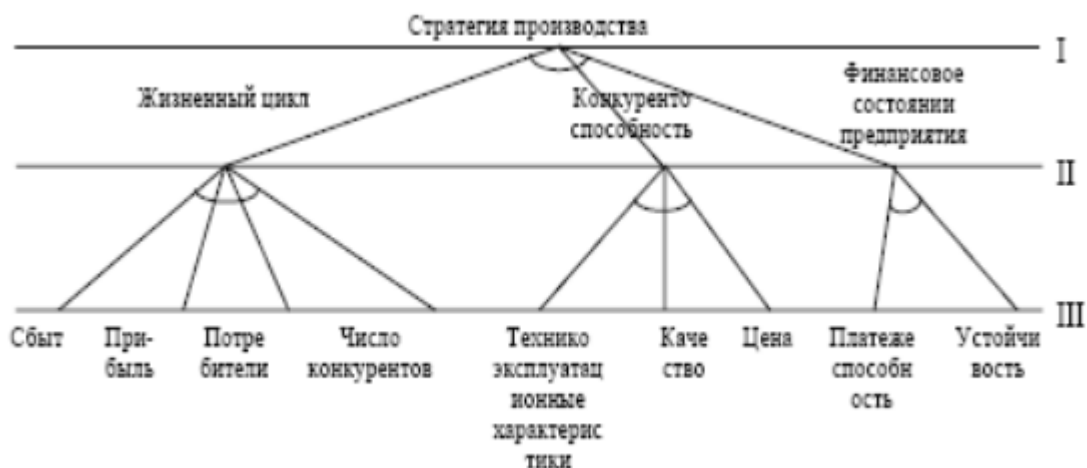 Стратегия производства
I
Жизненный цикл
Конкуренто
способность
Финансовое
состоянии
предприятия
II
III
Сбыт
При-
быль
Потре
бители
Число
конкурентов
Технико
эксплуатац
ионные
характерис
тики
Каче
ство
Цена
Платеже
способн
ость
Устойчи
вость